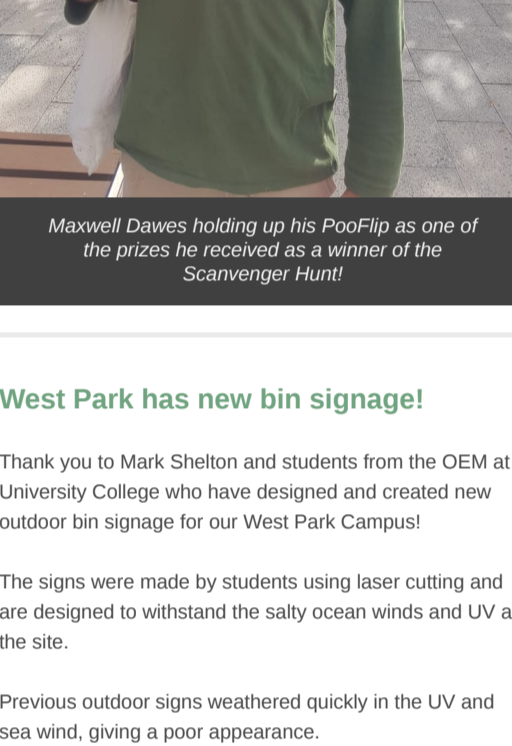 Maxwell Dawes holding up his PooFlip as one of
the prizes he received as a winner of the
Scanvenger Hunt!
West Park has new bin signage!
Thank you to Mark Shelton and students from the OEM at
University College who have designed and created new
outdoor bin signage for our West Park Campus!
The signs were made by students using laser cutting and
are designed to withstand the salty ocean winds and UV a
the site.
Previous outdoor signs weathered quickly in the UV and
sea wind, giving a poor appearance.